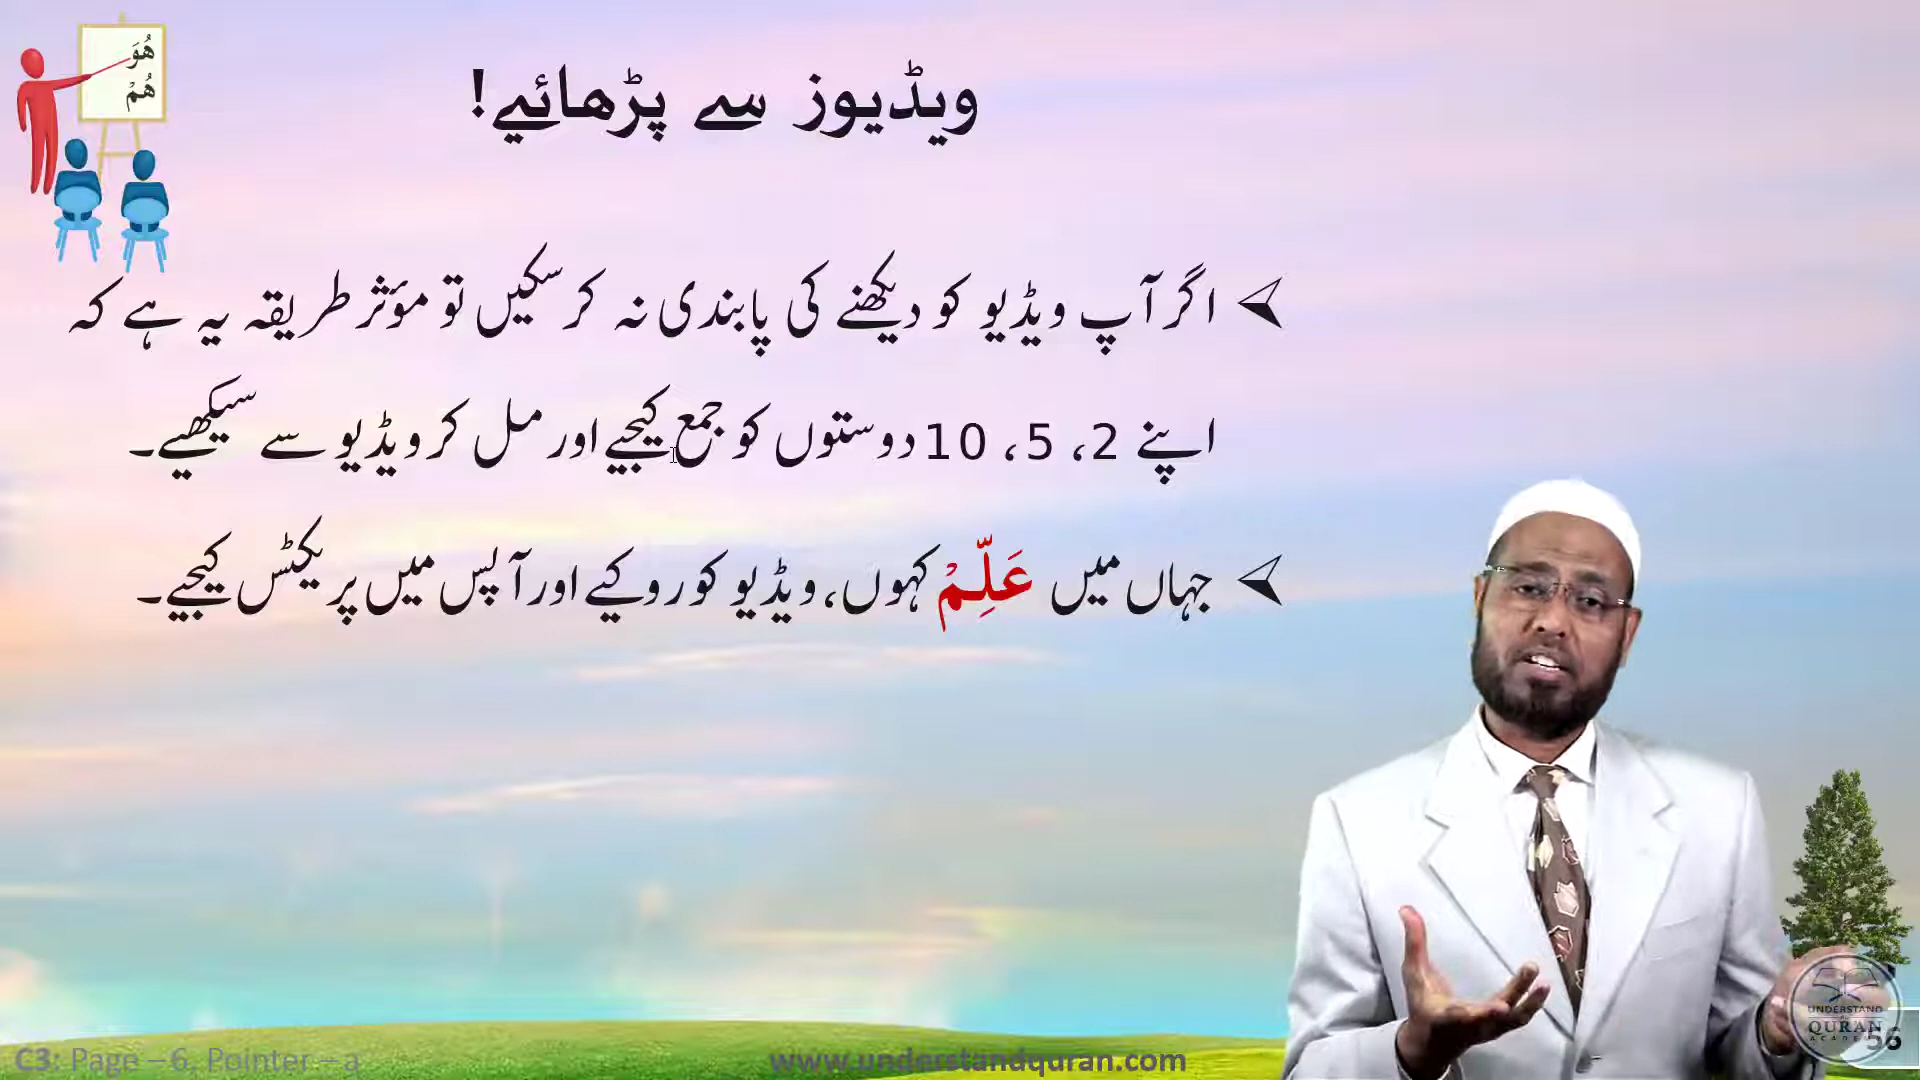 هُوَ
هُمْ
ویڈیوز سے پڑھائیے!
اگر آپ ویڈیو کو دیکھنے کی پابندی نہ کر سکیں تو مؤثر طریقہ یہ ہے کہ
اپنے 2، 5، 10 دوستوں کو جمع کیجیے اور مل کر ویڈیو سے سیکھیے۔
جہاں میں عَلِّمْ کہوں، ویڈیو کو روکیے اور آپس میں پریکٹس کیجیے۔
UNDERSTAND
QURAN
ACADEMY
56
C3: Page – 6, Pointer – a
www.understandquran.com